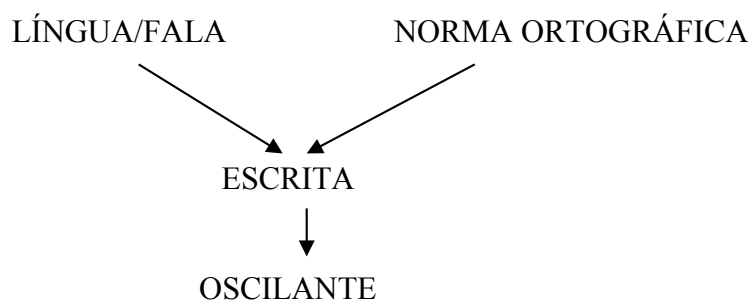 LÍNGUA/FALA NORMA ORTOGRÁFICA
ESCRITA
OSCILANTE